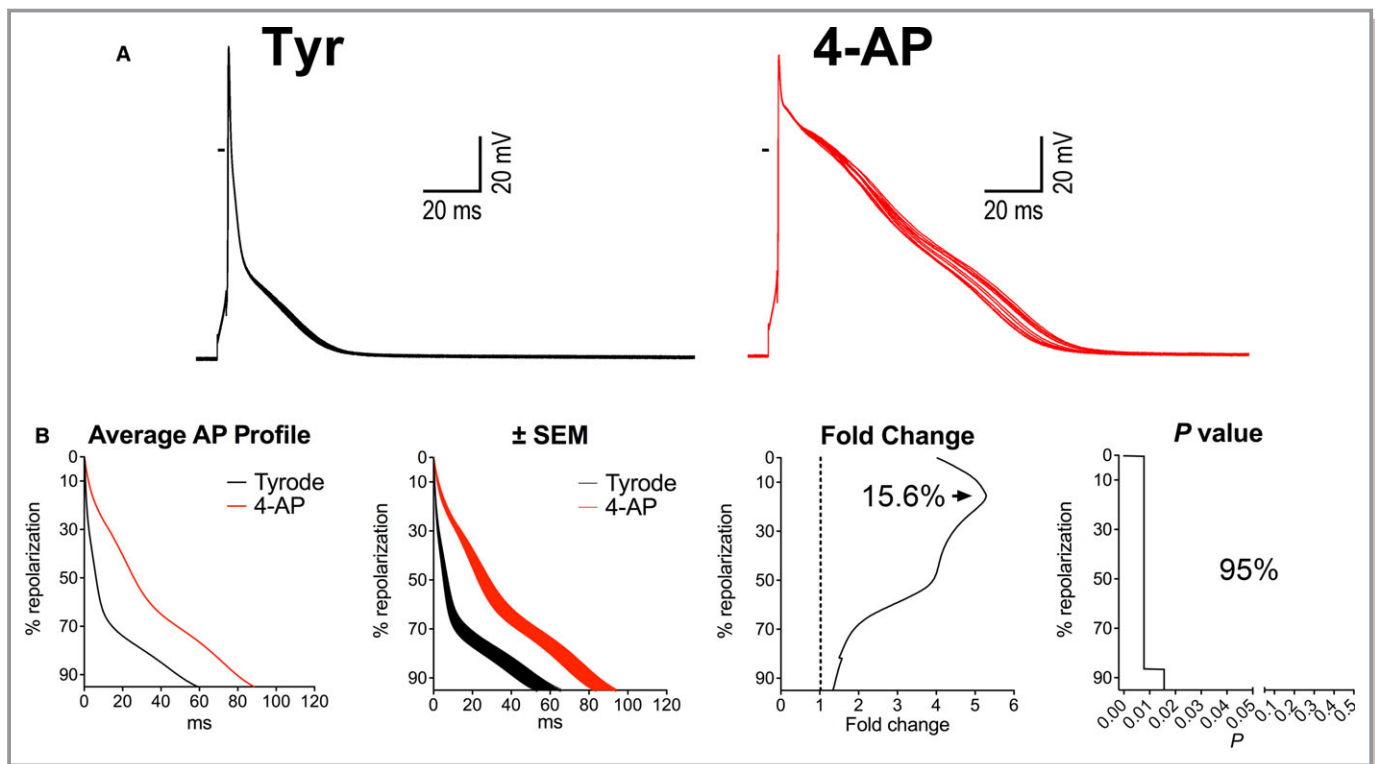 A
Tyr
4-AP
20 ms
20 mV
20 ms
20 mV
B
Average AP Profile
Tyrode
4-AP
% repolarization
0
10
30
50
70
90
0 20 40 60 80 100 120
ms
± SEM
Tyrode
4-AP
% repolarization
0
10
30
50
70
90
0 20 40 60 80 100 120
ms
Fold Change
15.6%
% repolarization
0
10
30
50
70
90
0 1 2 3 4 5 6
Fold change
P value
95%
% repolarization
0
10
30
50
70
90
0.00 0.01 0.02 0.03 0.04 0.05 0.1 0.2 0.3 0.4 0.5
P